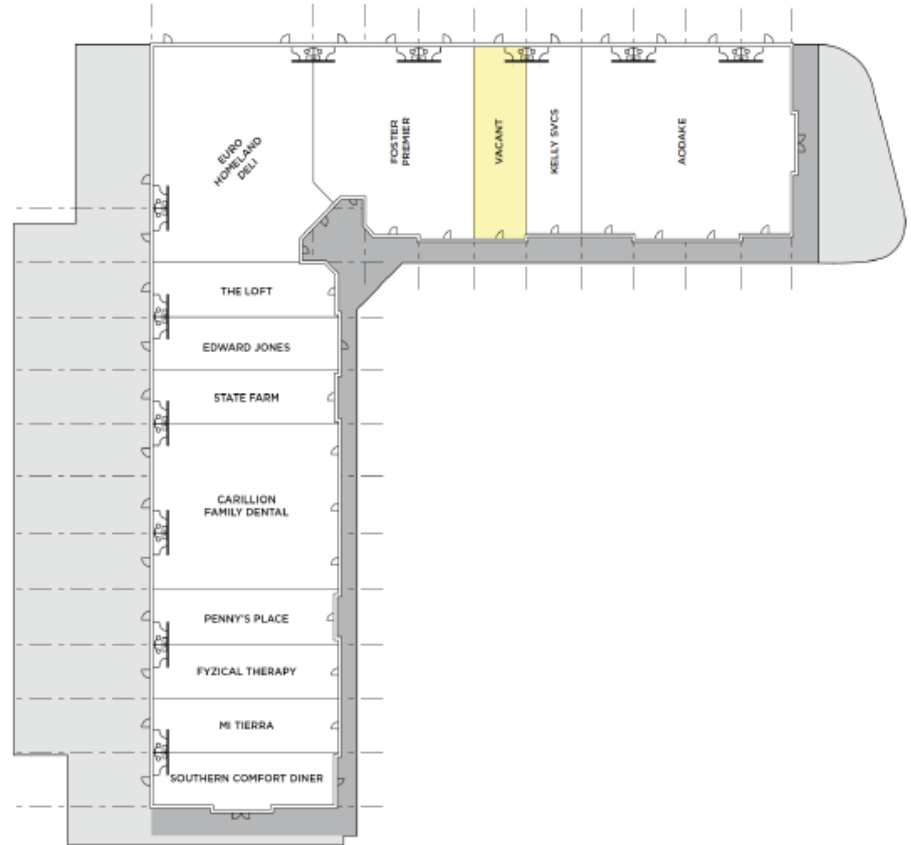 EURO
HOMELAND
DELI
FOSTER
PREMIER
VACANT
KELLY SVCS
AODAKE
THE LOFT
EDWARD JONES
STATE FARM
CARILLION
FAMILY DENTAL
PENNY'S PLACE
FYZICAL THERAPY
MI TIERRA
SOUTHERN COMFORT DINER